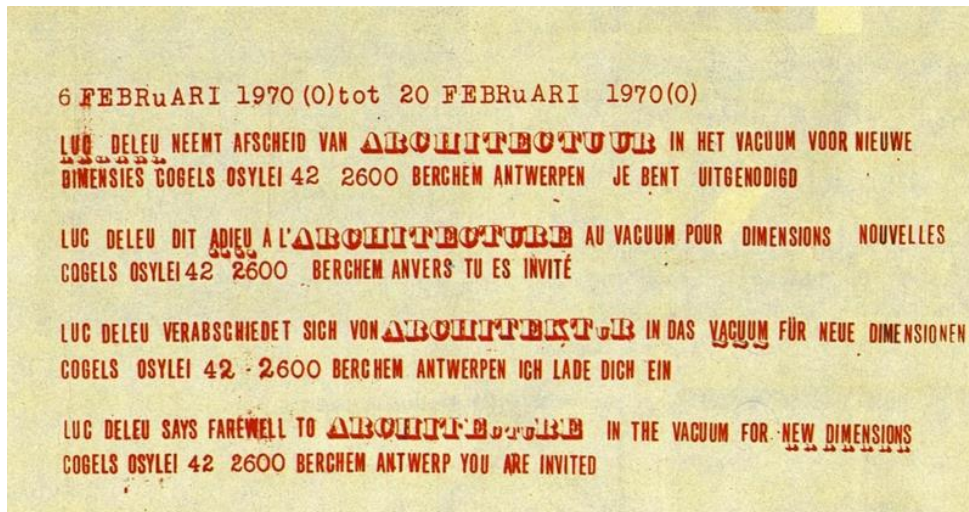 6 FEBRuARI 1970 (0) tot 20 FEBRuARI 1970(0)
LUC DELEU NEEMT AFSCHEID VAN ARCHITECTUUR IN HET VACUUM VOOR NIEUWE
DIMENSIES COGELS OSYLEI 42 2600 BERCHEM ANTWERPEN JE BENT UITGENODIGD
LUC DELEU DIT ADIEU A L'ARCHITECTURE AU VACUUM POUR DIMENSIONS NOUVELLES
COGELS OSYLEI 42 2600 BERCHEM ANVERS TU ES INVITÉ
LUC DELEU VERABSCHIEDET SICH VON ARCHITEKTuR IN DAS VACUUM FÜR NEUE DIMENSIONEN
COGELS OSYLEI 42 - 2600 BERCHEM ANTWERPEN ICH LADE DICH EIN
LUC DELEU SAYS FAREWELL TO ARCHITEcTURE IN THE VACUUM FOR NEW DIMENSIONS
COGELS OSYLEI 42 2600 BERCHEM ANTWERP YOU ARE INVITED